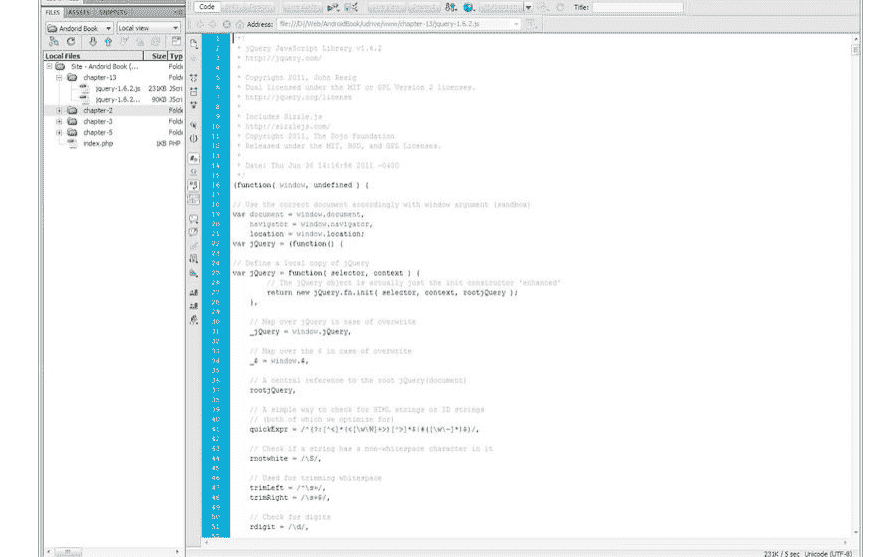 Code
Title:
FILES
ASSETS
SNIPPETS
Andorid Book
Local view
Address: file:///D|/Web/AndroidBook/udrive/www/chapter-13/jquery-1.6.2.js
Local Files
Size
Typ
Site - Andorid Book (...
Folde
chapter-13
Folde
jquery-1.6.2.js
231KB
JScri
jquery-1.6.2...
90KB
JScri
chapter-2
Folde
chapter-3
Folde
chapter-5
Folde
index.php
1KB
PHP
* jQuery JavaScript Library v1.6.2
* http://jquery.com/
*
* Copyright 2011, John Resig
* Dual licensed under the MIT or GPL Version 2 licenses.
* http://jquery.org/license
*
* Includes Sizzle.js
* http://sizzlejs.com/
* Copyright 2011, The Dojo Foundation
* Released under the MIT, BSD, and GPL Licenses.
*
* Date: Thu Jun 30 14:16:56 2011 -0400
*/
(function( window, undefined ) {
// Use the correct document accordingly with window argument (sandbox)
var document = window.document,
navigator = window.navigator,
location = window.location;
var jQuery = (function() {
// Define a local copy of jQuery
var jQuery = function( selector, context ) {
// The jQuery object is actually just the init constructor 'enhanced'
return new jQuery.fn.init( selector, context, rootjQuery );
},
// Map over jQuery in case of overwrite
_jQuery = window.jQuery,
// Map over the $ in case of overwrite
_$ = window.$,
// A central reference to the root jQuery(document)
rootjQuery,
// A simple way to check for HTML strings or ID strings
// (both of which we optimize for)
quickExpr = /^(?:[^<]*(<[\w\W]+>)[^>]*$|#([\w\-]*)$)/,
// Check if a string has a non-whitespace character in it
rnotwhite = /\S/,
// Used for trimming whitespace
trimLeft = /^\s+/,
trimRight = /\s+$/,
// Check for digits
rdigit = /\d/,
231K / 5 sec Unicode (UTF-8)